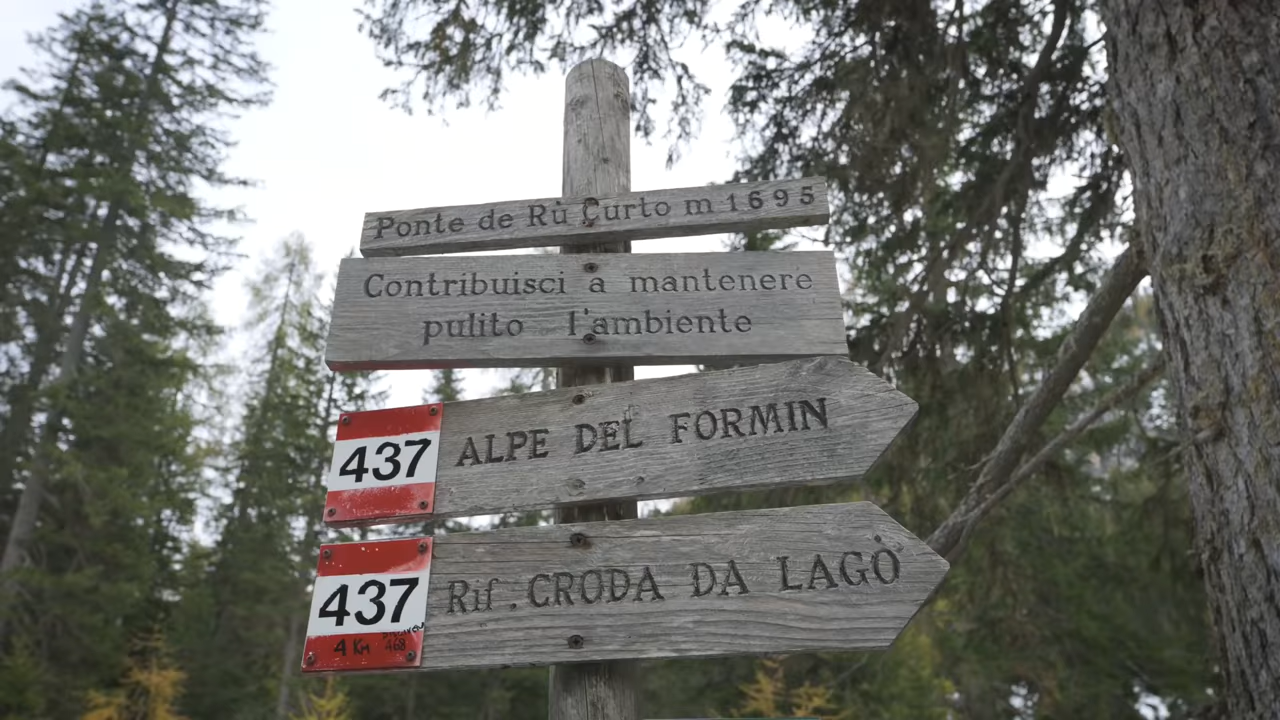 Ponte de Rù Curto m 1695
Contribuisci a mantenere
pulito l'ambiente
437 ALPE DEL FORMIN
437 Rif. CRODA DA LAGO
4 Km 468